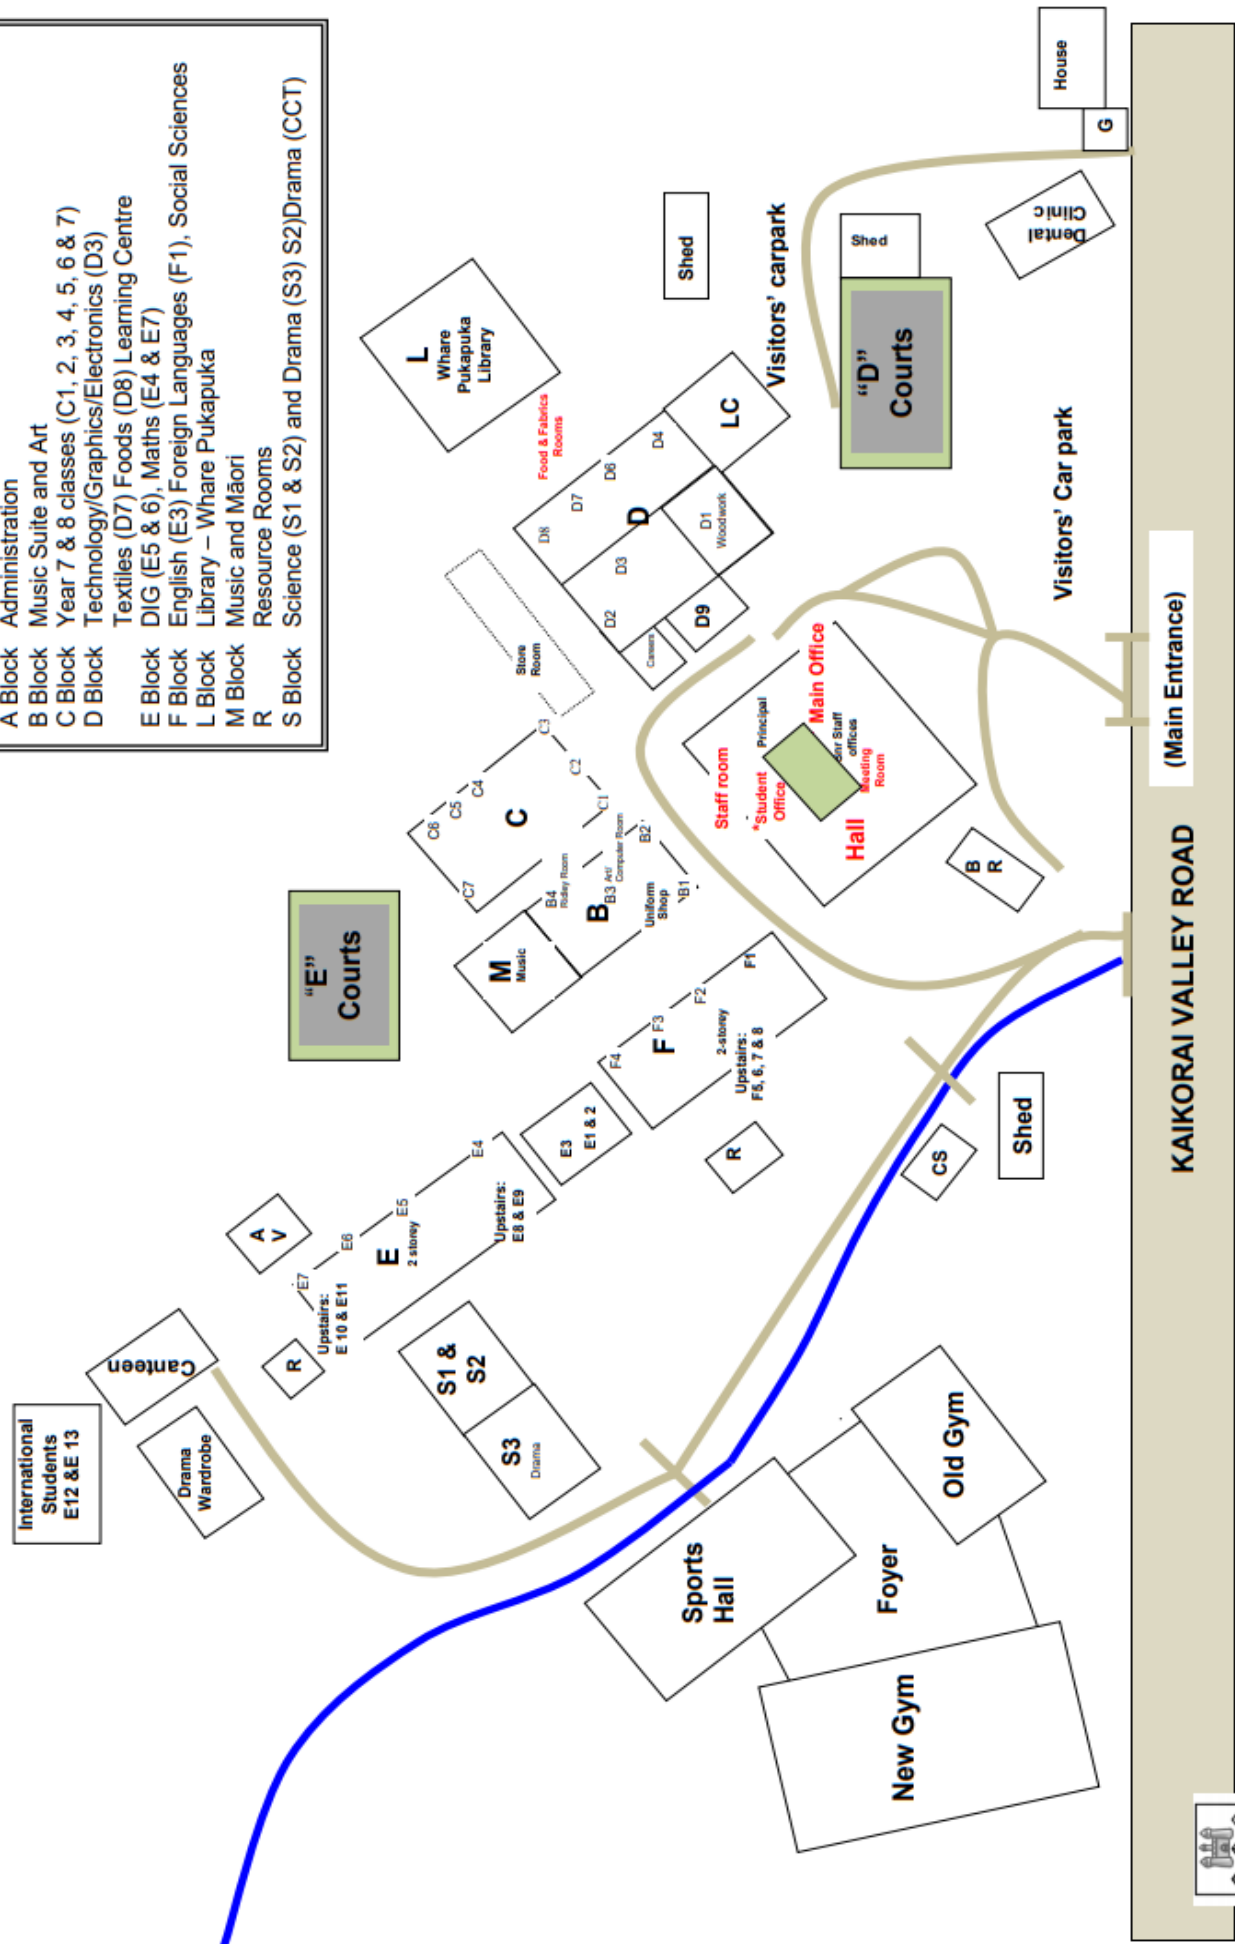 A Block Administration
B Block Music Suite and Art
C Block Year 7 & 8 classes (C1, 2, 3, 4, 5, 6 & 7)
D Block Technology/Graphics/Electronics (D3)
Textiles (D7) Foods (D8) Learning Centre
E Block DIG (E5 & 6), Maths (E4 & E7)
F Block English (E3) Foreign Languages (F1), Social Sciences
L Block Library – Whare Pukapuka
M Block Music and Māori
R Resource Rooms
S Block Science (S1 & S2) and Drama (S3) S2)Drama (CCT)
International
Students
E12 &E 13
Canteen
Drama
Wardrobe
A
V
R
E7
E6
E5
E4
Upstairs:
E 10 & E11
E
2 storey
Upstairs:
E8 & E9
S1 &
S2
S3
Drama
E3
E1 & 2
"E"
Courts
M
Music
C7
C6
C5
C4
C3
C2
C1
C
B4
Ridley Room
B
B3
Art/
Computer Room
B2
B1
Uniform
Shop
F4
F3
F2
F1
F
2-storey
Upstairs:
F5, 6, 7 & 8
R
Store
Room
L
Whare
Pukapuka
Library
Food & Fabrics
Rooms
D8
D7
D6
D4
D
D3
D2
D1
Woodwork
LC
Careers
D9
Shed
Visitors' carpark
Shed
"D"
Courts
Visitors' Car park
Dental
Clinic
House
G
Staff room
Principal
Main Office
*Student
Office
Snr Staff
offices
Meeting
Room
Hall
B
R
CS
Shed
Sports
Hall
Foyer
Old Gym
New Gym
(Main Entrance)
KAIKORAI VALLEY ROAD